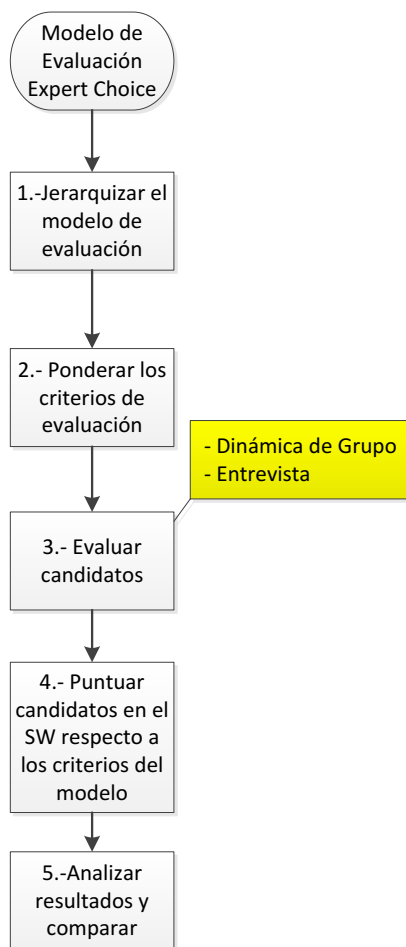 Modelo de
Evaluación
Expert Choice
1.-Jerarquizar el
modelo de
evaluación
2.- Ponderar los
criterios de
evaluación
- Dinámica de Grupo
- Entrevista
3.- Evaluar
candidatos
4.- Puntuar
candidatos en el
SW respecto a
los criterios del
modelo
5.-Analizar
resultados y
comparar